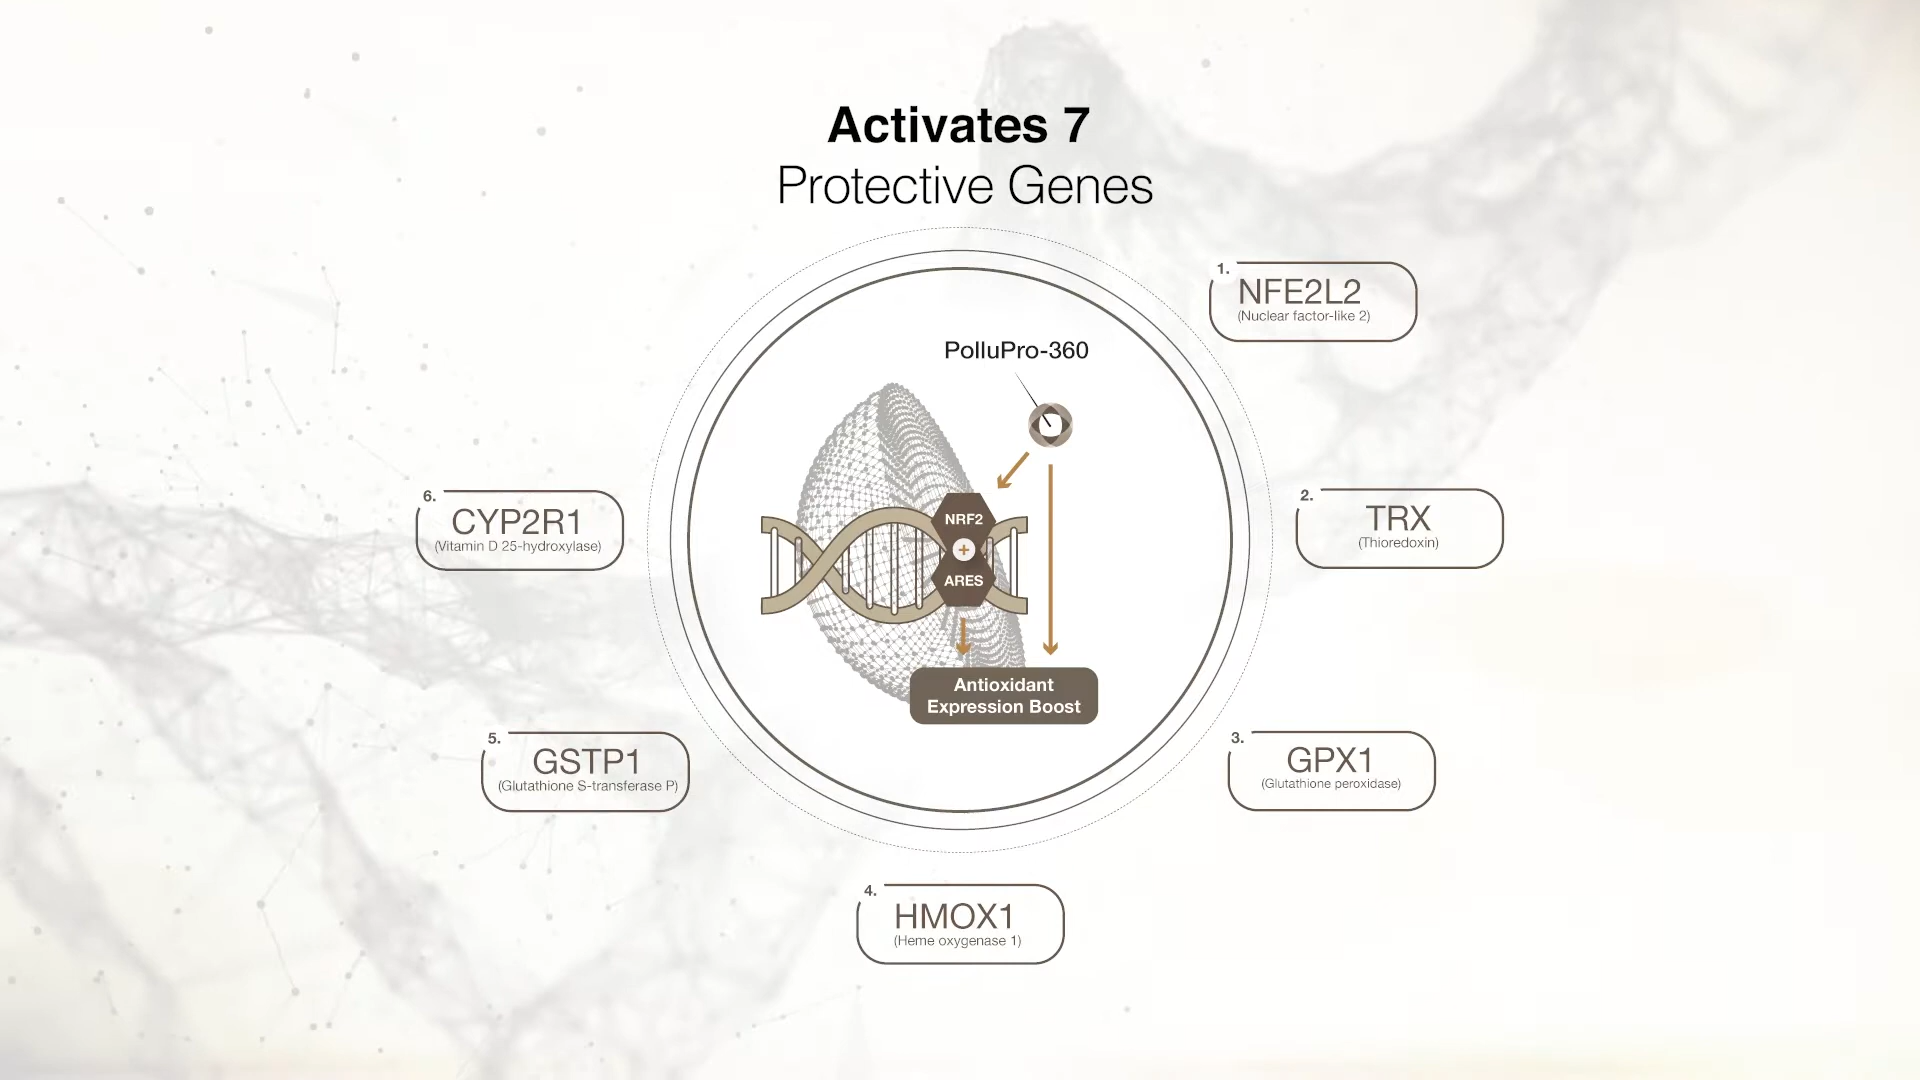 Activates 7
Protective Genes
1.
NFE2L2
(Nuclear factor-like 2)
PolluPro-360
6.
CYP2R1
(Vitamin D 25-hydroxylase)
NRF2
+
ARES
2.
TRX
(Thioredoxin)
Antioxidant
Expression Boost
5.
GSTP1
(Glutathione S-transferase P)
3.
GPX1
(Glutathione peroxidase)
4.
HMOX1
(Heme oxygenase 1)